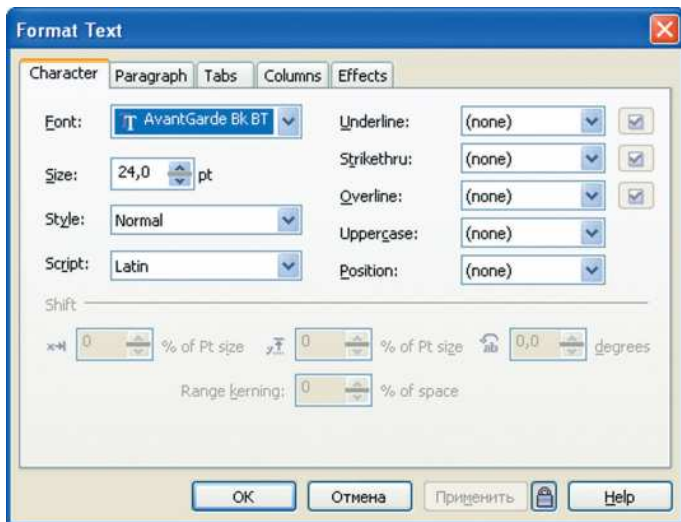 Format Text
Character Paragraph Tabs Columns Effects
Font: AvantGarde Bk BT
Size: 24,0 pt
Style: Normal
Script: Latin
Underline: (none)
Strikethru: (none)
Overline: (none)
Uppercase: (none)
Position: (none)
Shift
0 % of Pt size 0 % of Pt size ab 0,0 degrees
Range kerning: 0 % of space
OK Отмена Применить Help